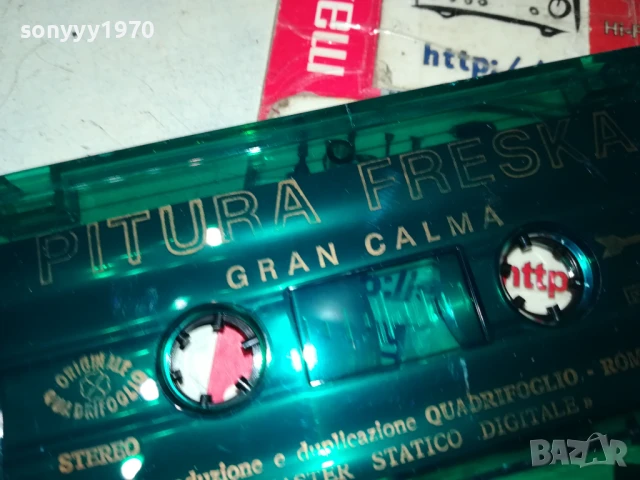 sonyyy1970
Hi-F
http:/
PITURA FRESKA
GRAN CALMA
http
ORIGINALE
QUADRIFOGLIO
STEREO
duzione e duplicazione QUADRIFOGLIO - ROM
ASTER STATICO DIGITALE»
BAZAR
bg